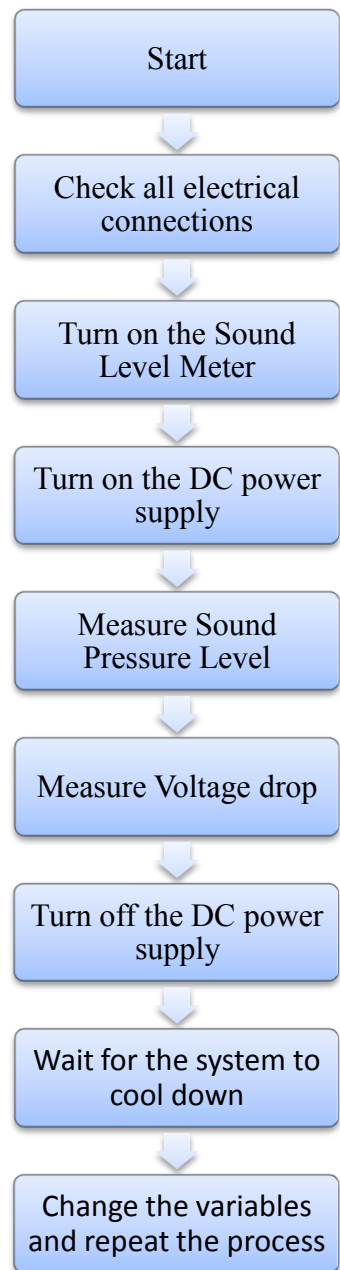 Start
Check all electrical
connections
Turn on the Sound
Level Meter
Turn on the DC power
supply
Measure Sound
Pressure Level
Measure Voltage drop
Turn off the DC power
supply
Wait for the system to
cool down
Change the variables
and repeat the process